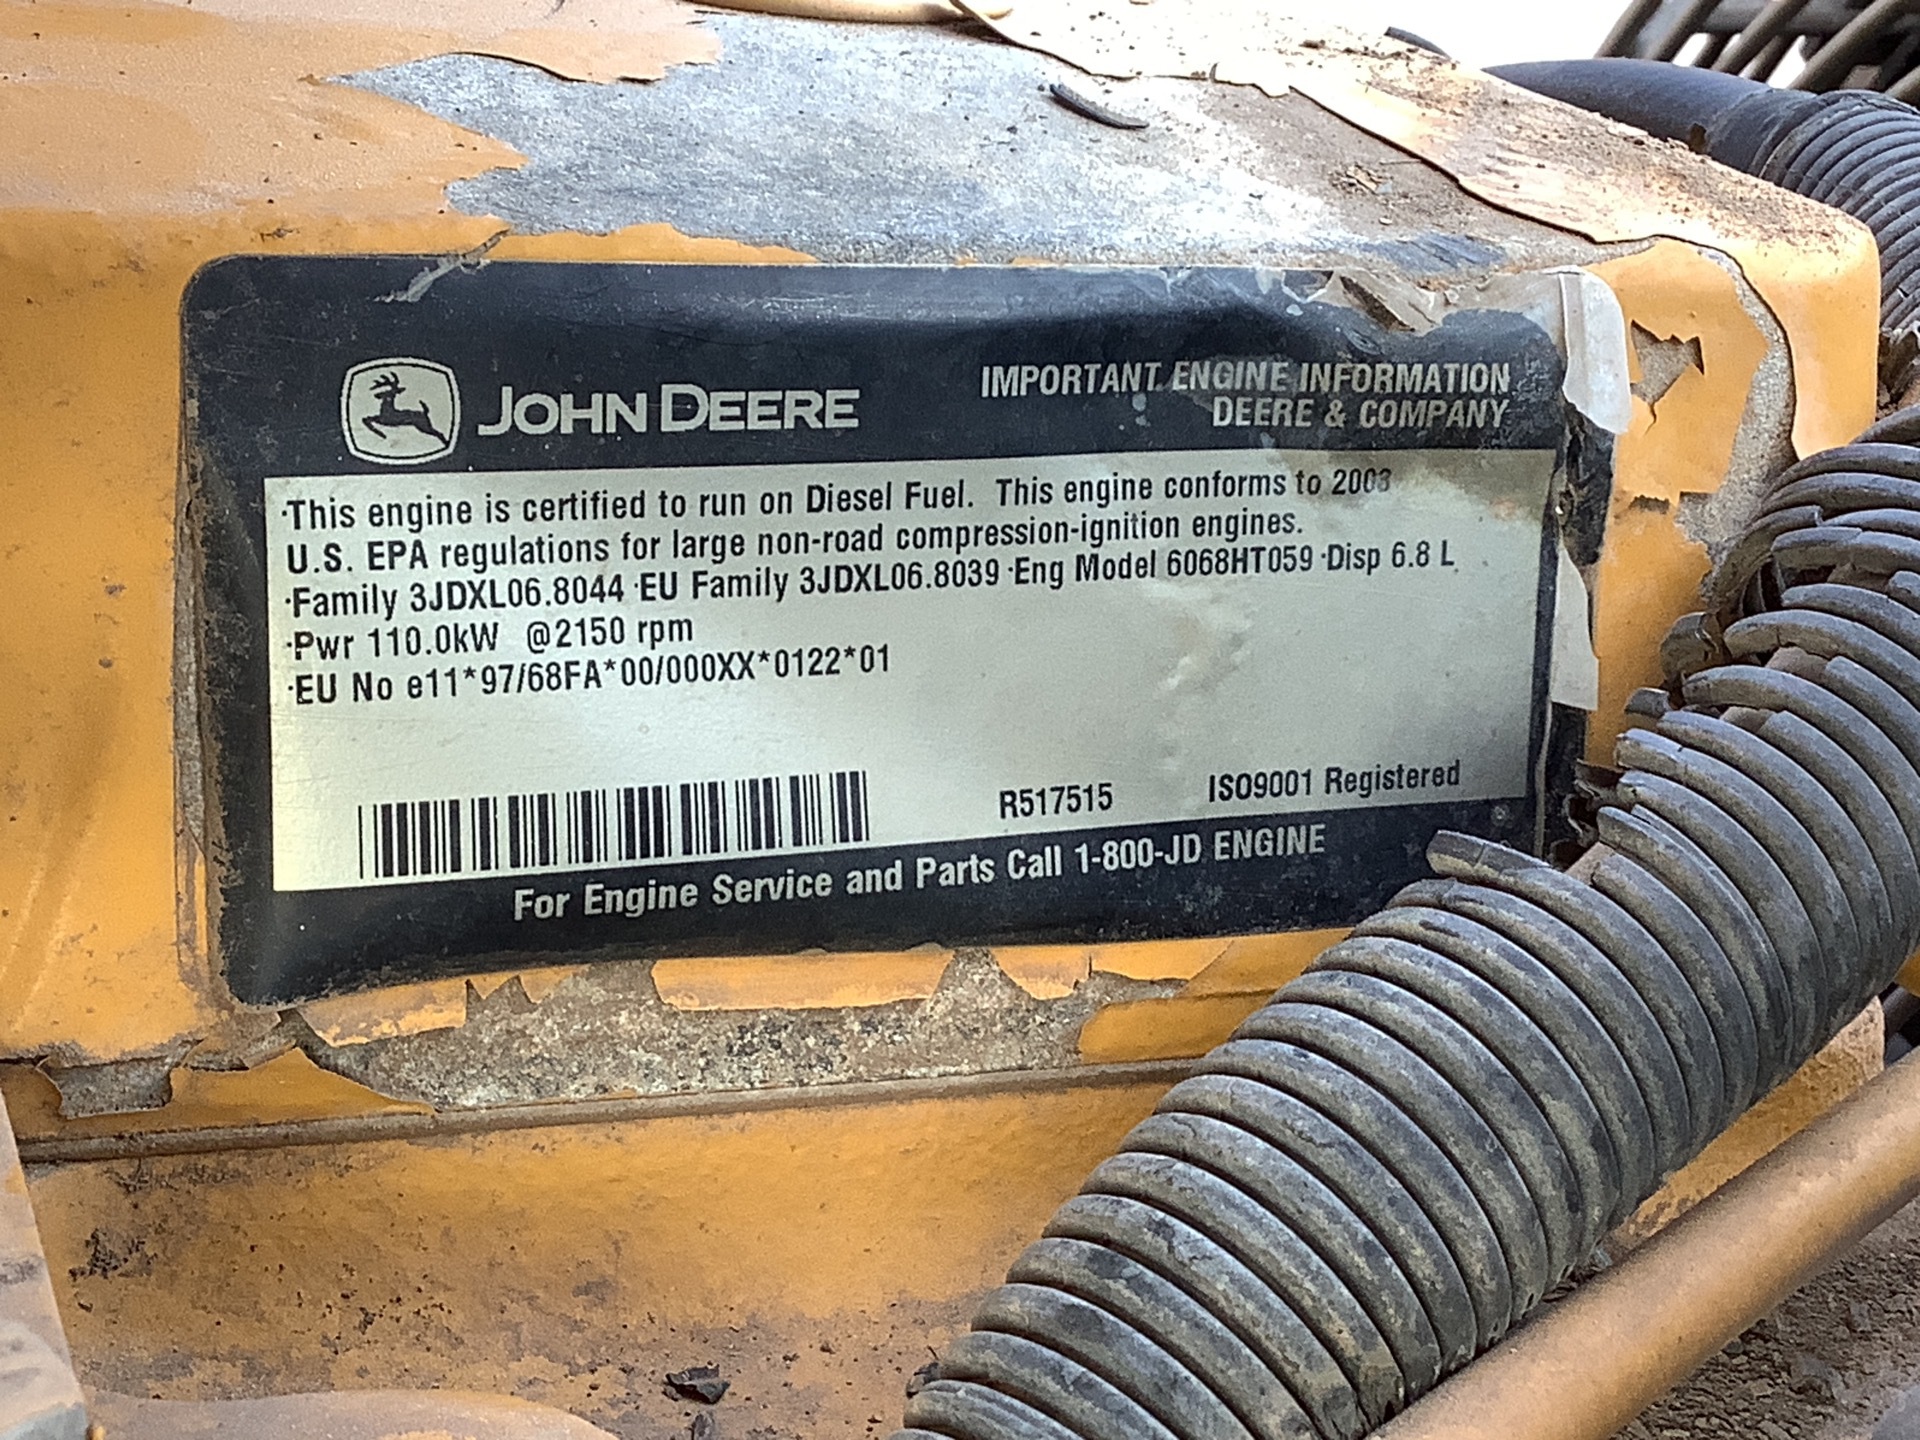 JOHN DEERE
IMPORTANT ENGINE INFORMATION
DEERE & COMPANY
·This engine is certified to run on Diesel Fuel. This engine conforms to 2003
U.S. EPA regulations for large non-road compression-ignition engines.
·Family 3JDXL06.8044 ·EU Family 3JDXL06.8039 ·Eng Model 6068HT059 ·Disp 6.8 L
·Pwr 110.0kW @2150 rpm
·EU No e11*97/68FA*00/000XX*0122*01
R517515 ISO9001 Registered
For Engine Service and Parts Call 1-800-JD ENGINE